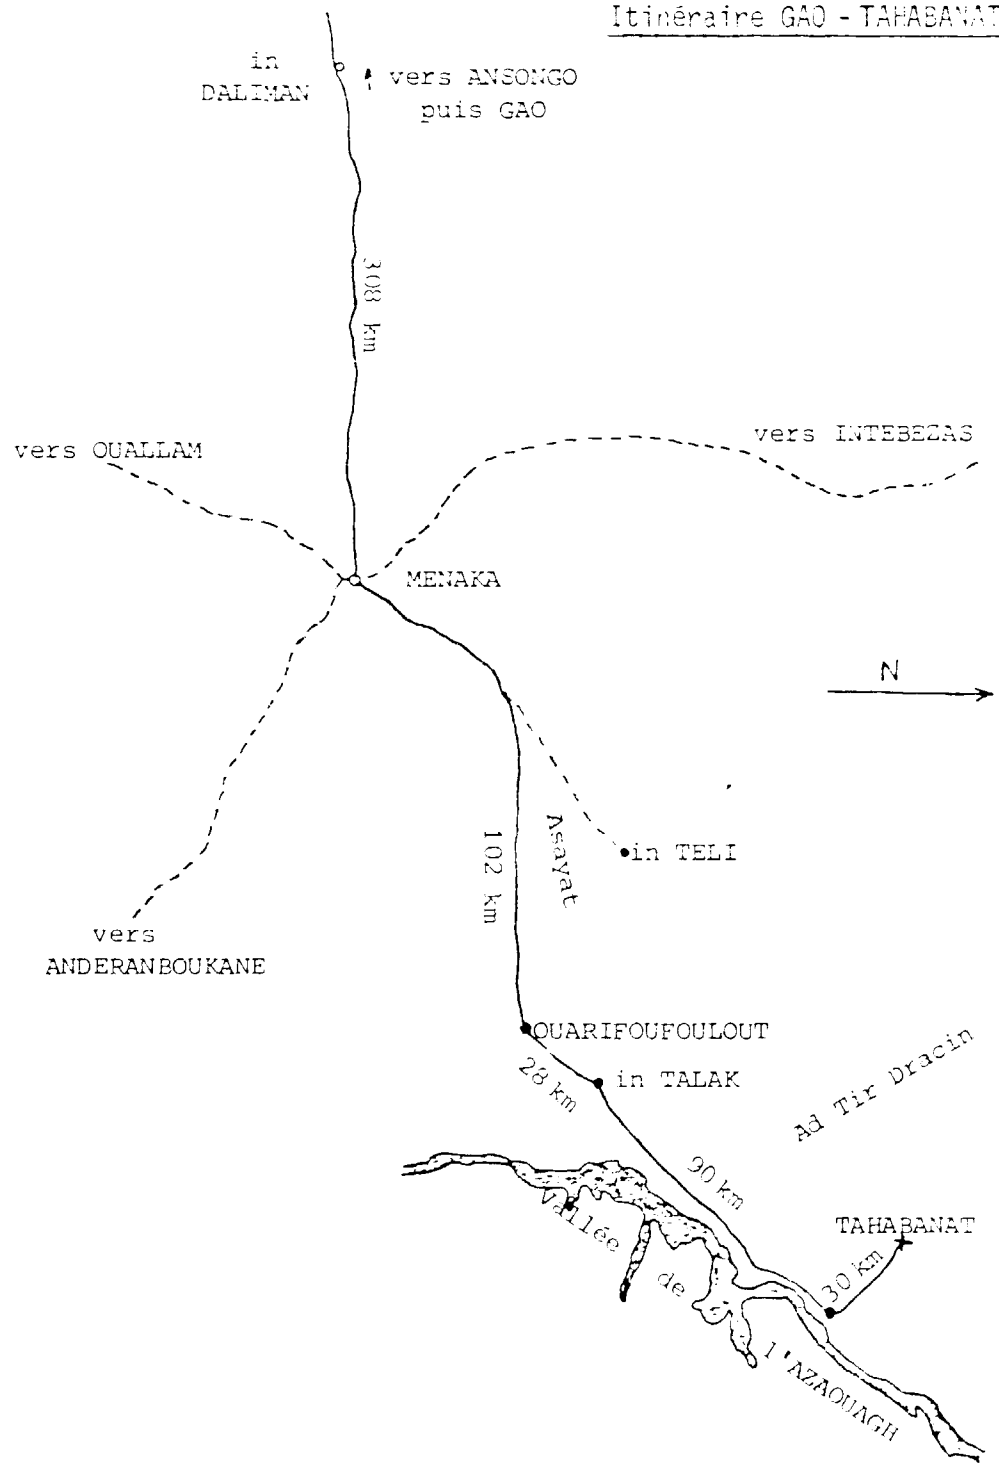 Itinéraire GAO - TAHABANAT
in
DALIMAN
vers ANSONGO
puis GAO
308 km
vers OUALLAM
vers INTEBEZAS
MENAKA
N
102 km
Asayat
in TELI
vers
ANDERANBOUKANE
OUARIFOUFOULOUT
28 km
in TALAK
Ad Tir Dracin
90 km
TAHABANAT
30 km
Vallée
de
l'AZAOUAGH